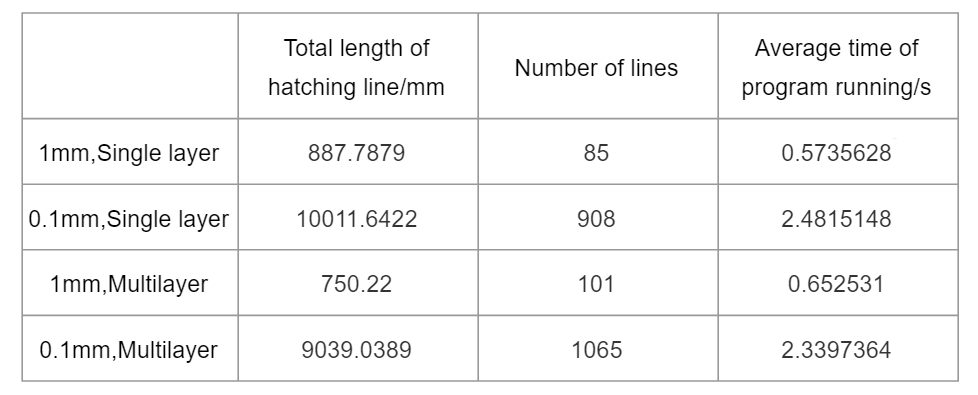 Total length of hatching line/mm Number of lines Average time of program running/s
1mm,Single layer 887.7879 85 0.5735628
0.1mm,Single layer 10011.6422 908 2.4815148
1mm,Multilayer 750.22 101 0.652531
0.1mm,Multilayer 9039.0389 1065 2.3397364